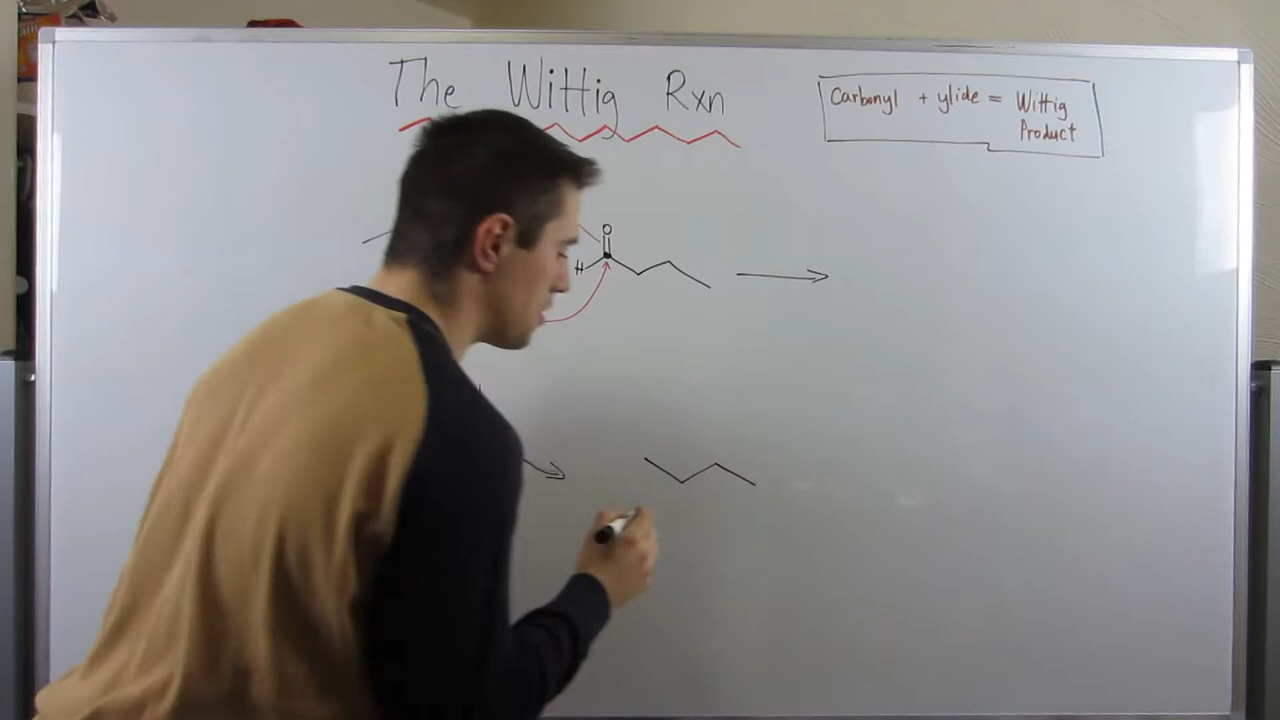 The Wittig Rxn
Carbonyl + ylide = Wittig
Product
O
H